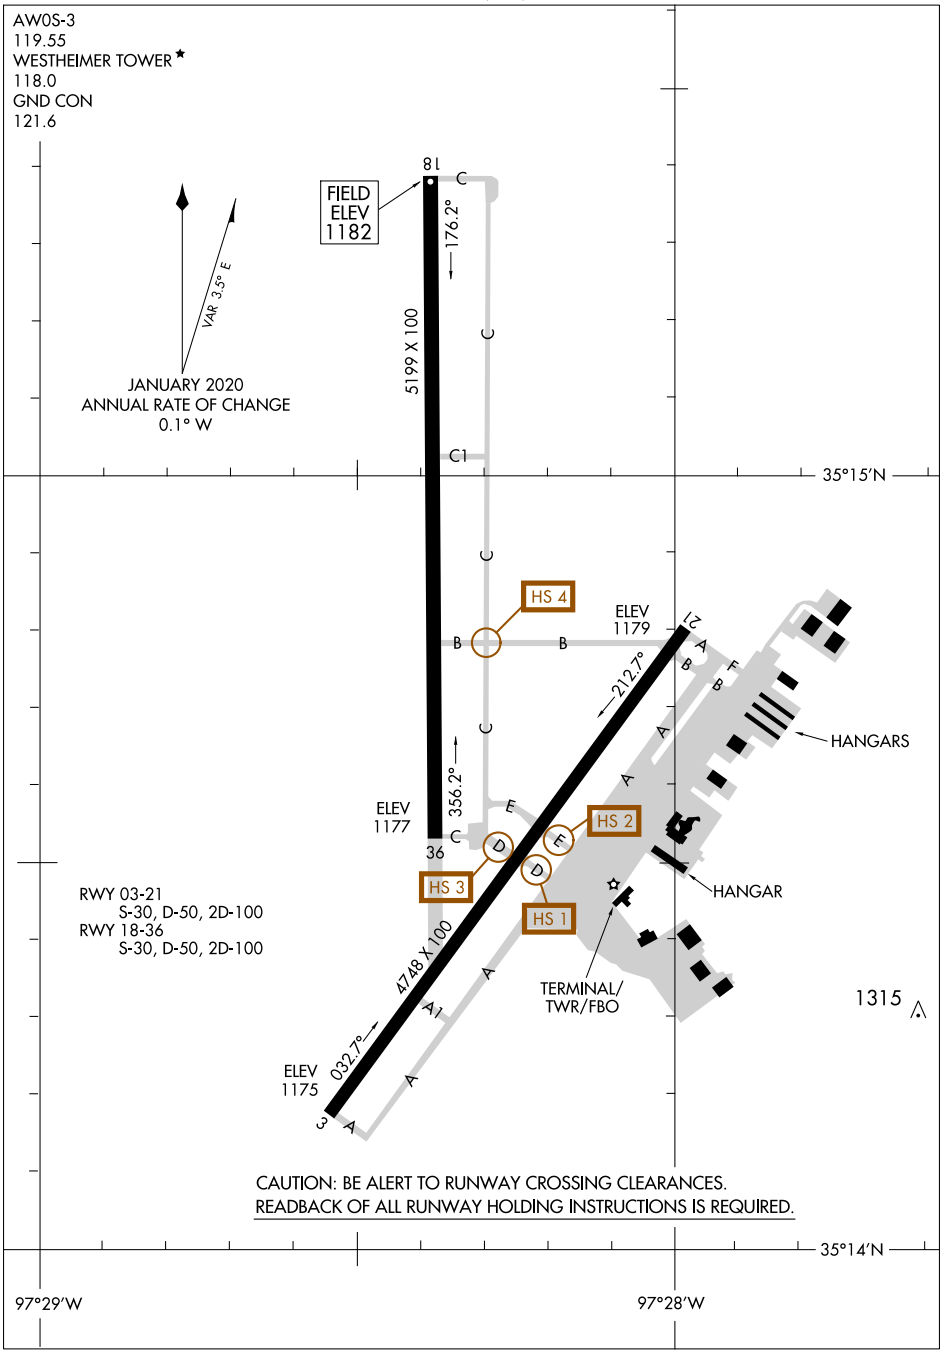 AWOS-3
119.55
WESTHEIMER TOWER
118.0
GND CON
121.6
18
C
FIELD
ELEV
1182
176.2°
VAR 3.5° E
C
5199 X 100
JANUARY 2020
ANNUAL RATE OF CHANGE
0.1° W
C1
35°15'N
C
HS 4
ELEV
1179
21
B
B
A
F
B
B
212.7°
C
A
HANGARS
356.2°
A
ELEV
1177
E
HS 2
C
36
D
E
D
HS 3
HANGAR
RWY 03-21
S-30, D-50, 2D-100
RWY 18-36
S-30, D-50, 2D-100
HS 1
4748 X 100
A
TERMINAL/
TWR/FBO
1315
A1
032.7°
ELEV
1175
A
3
A
CAUTION: BE ALERT TO RUNWAY CROSSING CLEARANCES.
READBACK OF ALL RUNWAY HOLDING INSTRUCTIONS IS REQUIRED.
35°14'N
97°29'W
97°28'W